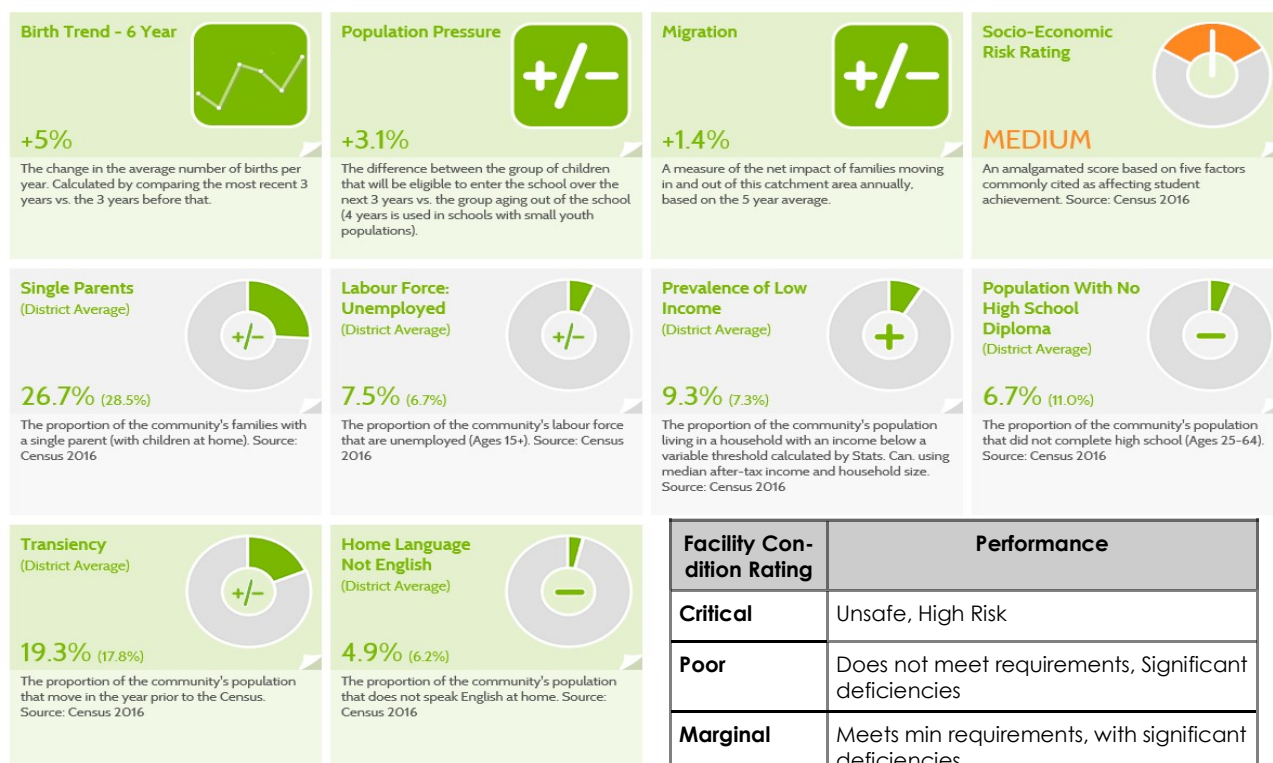 Birth Trend - 6 Year
+5%
The change in the average number of births per
year. Calculated by comparing the most recent 3
years vs. the 3 years before that.
Population Pressure
+/-
+3.1%
The difference between the group of children
that will be eligible to enter the school over the
next 3 years vs. the group aging out of the school
(4 years is used in schools with small youth
populations).
Migration
+/-
+1.4%
A measure of the net impact of families moving
in and out of this catchment area annually,
based on the 5 year average.
Socio-Economic
Risk Rating
MEDIUM
An amalgamated score based on five factors
commonly cited as affecting student
achievement. Source: Census 2016
Single Parents
(District Average)
+/-
26.7% (28.5%)
The proportion of the community's families with
a single parent (with children at home). Source:
Census 2016
Labour Force:
Unemployed
(District Average)
+/-
7.5% (6.7%)
The proportion of the community's labour force
that are unemployed (Ages 15+). Source: Census
2016
Prevalence of Low
Income
(District Average)
+
9.3% (7.3%)
The proportion of the community's population
living in a household with an income below a
variable threshold calculated by Stats. Can. using
median after-tax income and household size.
Source: Census 2016
Population With No
High School
Diploma
(District Average)
-
6.7% (11.0%)
The proportion of the community's population
that did not complete high school (Ages 25-64).
Source: Census 2016
Transiency
(District Average)
+/-
19.3% (17.8%)
The proportion of the community's population
that move in the year prior to the Census.
Source: Census 2016
Home Language
Not English
(District Average)
-
4.9% (6.2%)
The proportion of the community's population
that does not speak English at home. Source:
Census 2016
Facility Con-
dition Rating
Performance
Critical
Unsafe, High Risk
Poor
Does not meet requirements, Significant
deficiencies
Marginal
Meets min requirements, with significant
deficiencies